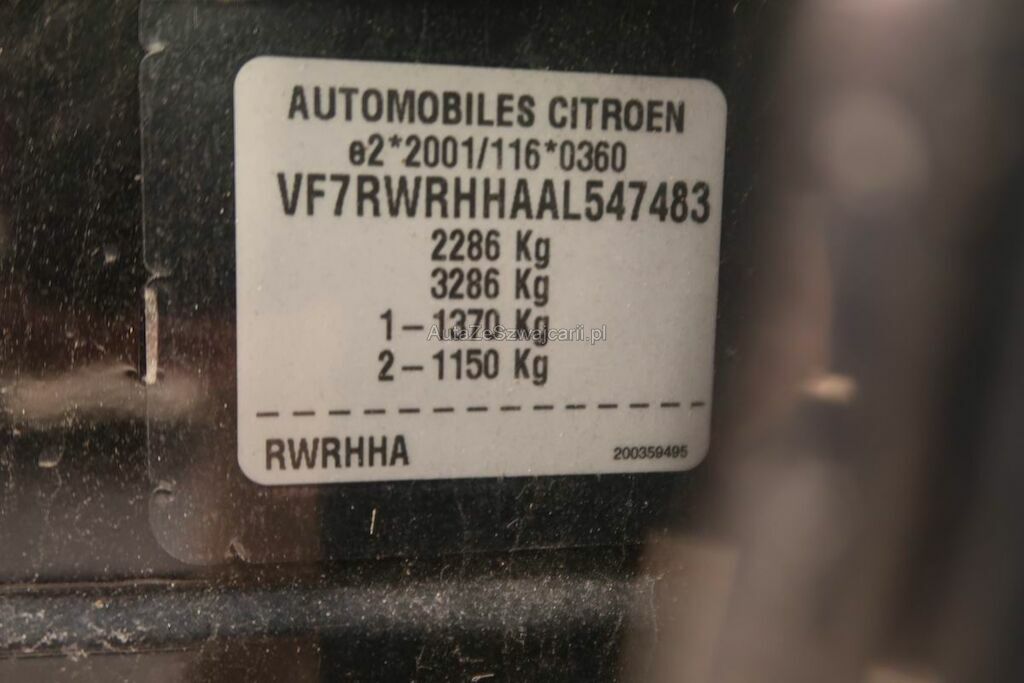 AUTOMOBILES CITROEN
e2*2001/116*0360
VF7RWRHHAAL547483
2286 Kg
3286 Kg
1-1370 Kg
AutaZeSzwajcarii.pl
2-1150 Kg
RWRHHA
200359495